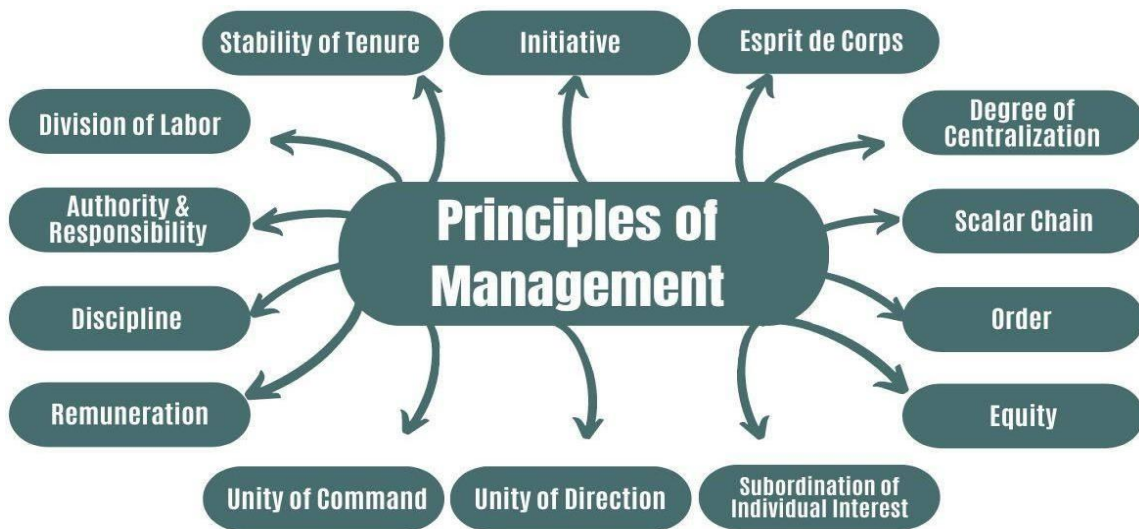 Stability of Tenure
Initiative
Esprit de Corps
Division of Labor
Degree of
Centralization
Authority &
Responsibility
Principles of
Management
Scalar Chain
Discipline
Order
Remuneration
Equity
Unity of Command
Unity of Direction
Subordination of
Individual Interest